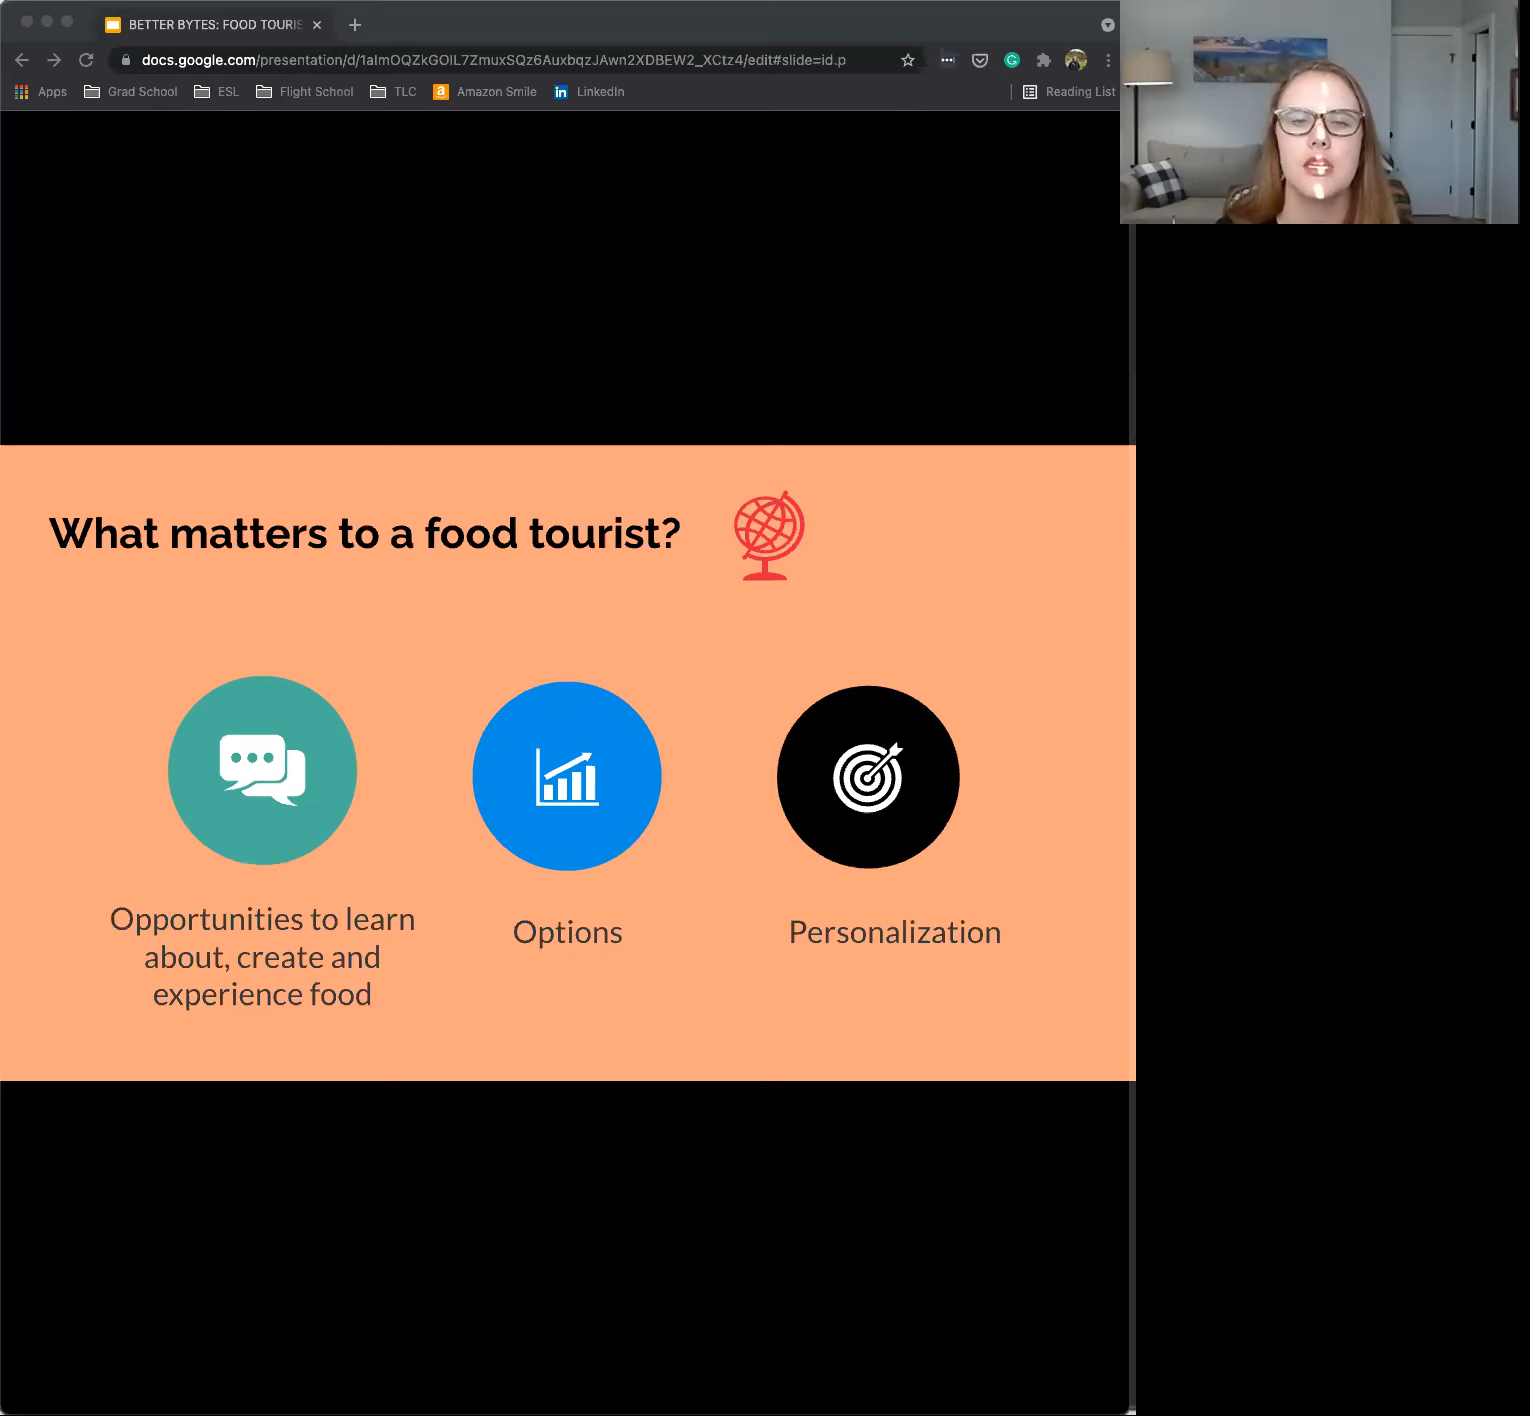 BETTER BYTES: FOOD TOURIS
docs.google.com/presentation/d/1aImOQZkGOIL7ZmuxSQz6AuxbqzJAwn2XDBEW2_XCtz4/edit#slide=id.p
Apps Grad School ESL Flight School TLC Amazon Smile LinkedIn Reading List
What matters to a food tourist?
Opportunities to learn
about, create and
experience food
Options
Personalization